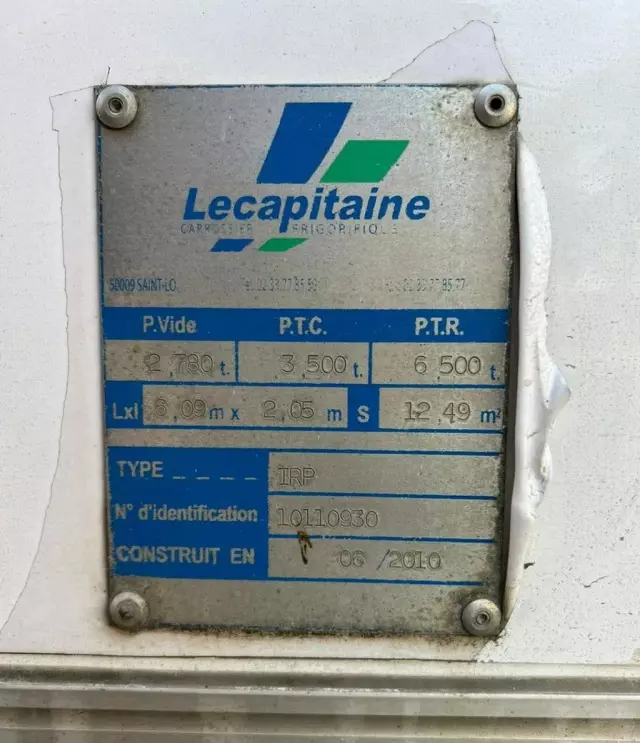 Lecapitaine
CARROSSIER FRIGORIFIQUE
50009 SAINT-LO
P.Vide P.T.C. P.T.R.
2,780 t. 3,500 t. 6,500 t.
Lxl 6,09 m x 2,05 m S 12,49 m²
TYPE _ _ _ _ IRP
N° d'identification 10110930
CONSTRUIT EN 06 /2010